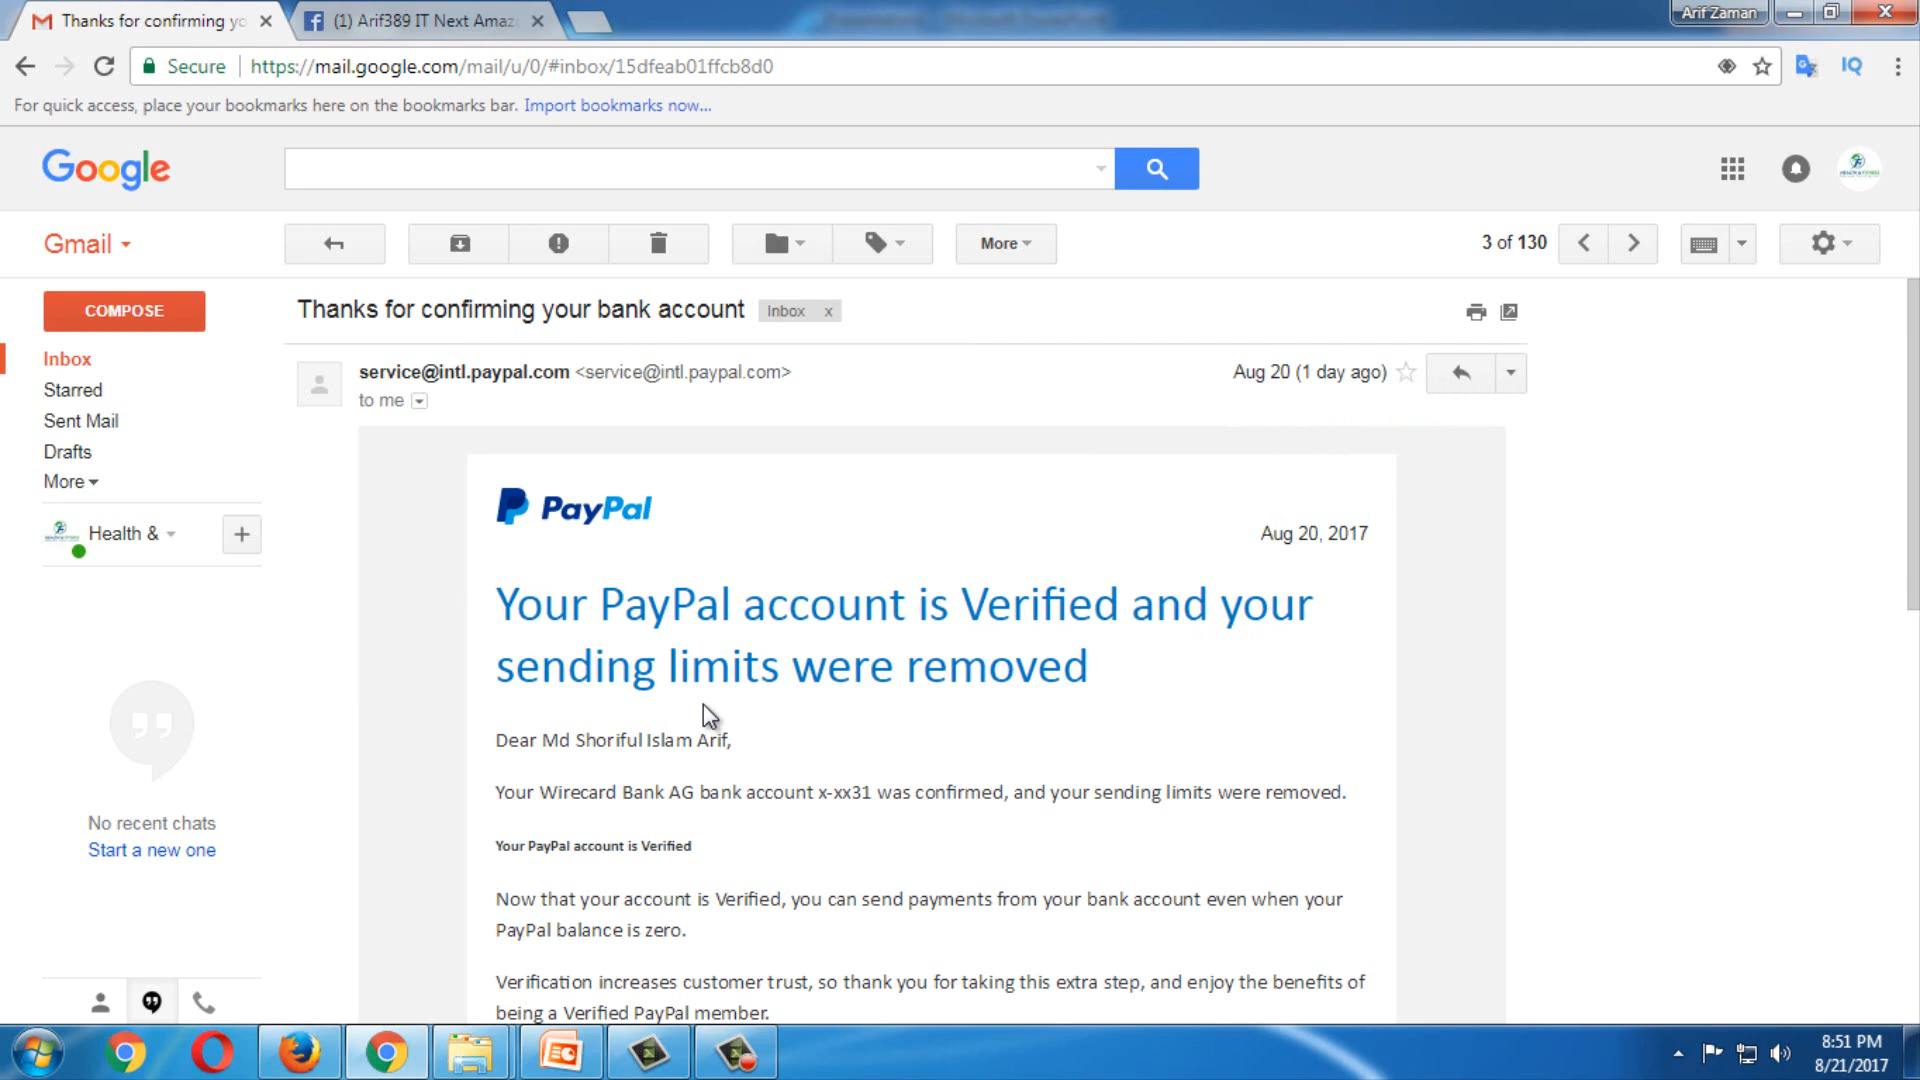 Thanks for confirming yo
(1) Arif389 IT Next Amaz
Arif Zaman
Secure
https://mail.google.com/mail/u/0/#inbox/15dfeab01ffcb8d0
IQ
For quick access, place your bookmarks here on the bookmarks bar. Import bookmarks now...
Google
Gmail
More
3 of 130
COMPOSE
Thanks for confirming your bank account
Inbox x
Inbox
Starred
Sent Mail
Drafts
More
service@intl.paypal.com <service@intl.paypal.com>
Aug 20 (1 day ago)
to me
Health &
PayPal
Aug 20, 2017
Your PayPal account is Verified and your
sending limits were removed
Dear Md Shoriful Islam Arif,
Your Wirecard Bank AG bank account x-xx31 was confirmed, and your sending limits were removed.
Your PayPal account is Verified
Now that your account is Verified, you can send payments from your bank account even when your
PayPal balance is zero.
Verification increases customer trust, so thank you for taking this extra step, and enjoy the benefits of
being a Verified PayPal member.
No recent chats
Start a new one
8:51 PM
8/21/2017